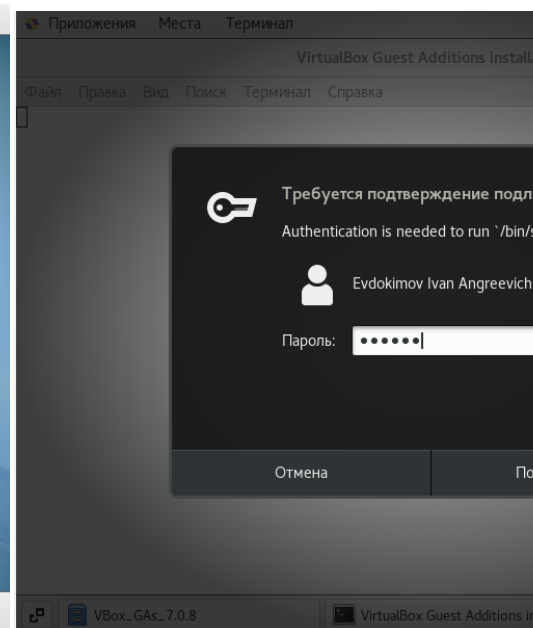 Приложения Места Терминал
VirtualBox Guest Additions install
Файл Правка Вид Поиск Терминал Справка
Требуется подтверждение подл
Authentication is needed to run `/bin/s
Evdokimov Ivan Angreevich
Пароль: ••••••
Отмена По
VBox_GAs_7.0.8 VirtualBox Guest Additions in